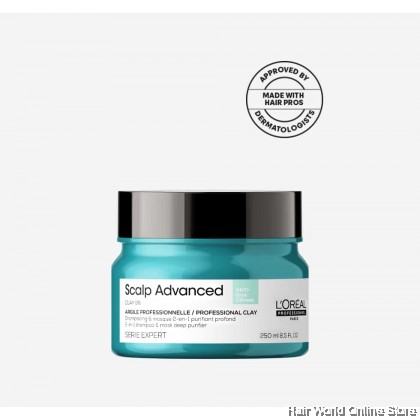 APPROVED BY
MADE WITH
HAIR PROS
DERMATOLOGISTS
Scalp Advanced
ARGILE PROFESSIONNELLE / PROFESSIONAL CLAY
Shampooing & masque 2-en-1 purifiant profond
2-in-1 shampoo & mask deep purifier
SERIE EXPERT
L'ORÉAL
PROFESSIONNEL
PARIS
250 ml 8.5 FL.OZ
Hair World Online Store